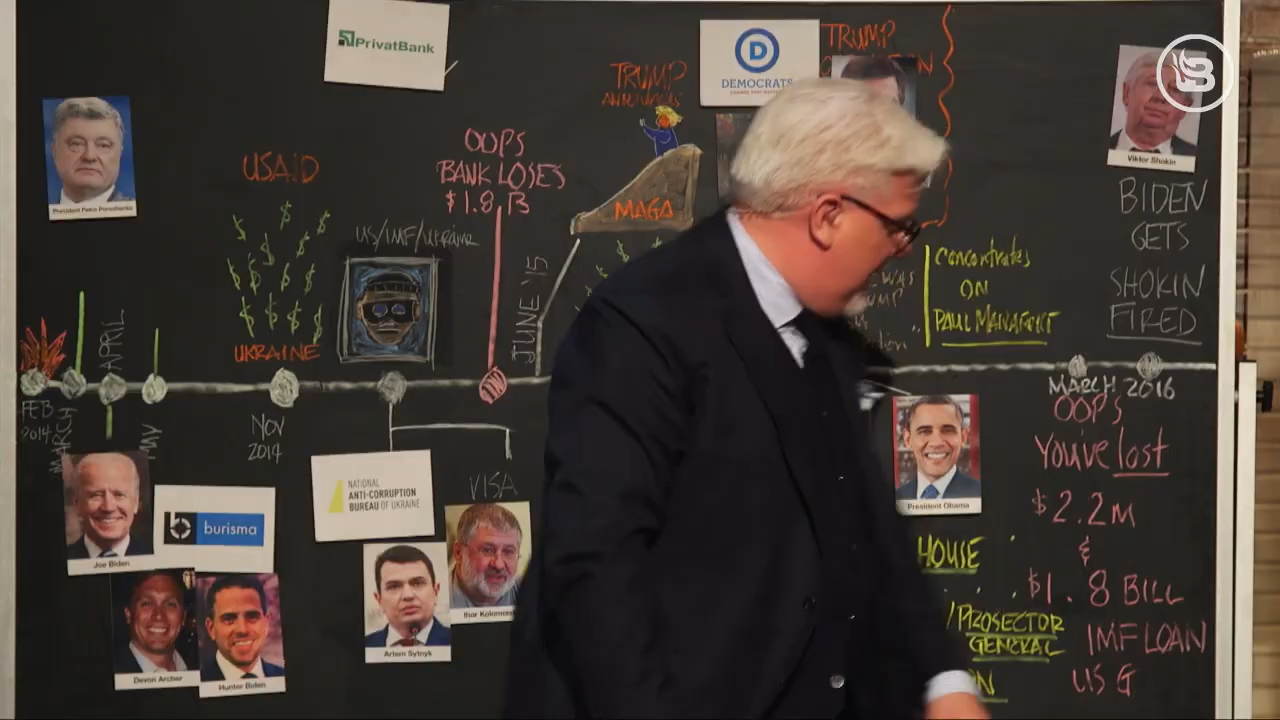 PrivatBank
President Petro Poroshenko
USAID
$ $ $
UKRAINE
US/IMF/UKRAINE
OOPS
BANK LOSES
$1.8 B
TRUMP
MAGA
JUNE '15
D
DEMOCRATS
TRUMP
B
Viktor Shokin
BIDEN
GETS
SHOKIN
FIRED
Concentrates
ON
PAUL MANAFORT
WAS
FEB
2014
MARCH
APRIL
MAY
NOV
2014
Joe Biden
b burisma
Devon Archer
Hunter Biden
NATIONAL
ANTI-CORRUPTION
BUREAU OF UKRAINE
Artem Sytnyk
VISA
Ihor Kolomois
President Obama
MARCH 2016
OOPS
You've lost
$2.2M
&
$1.8 BILL
IMF LOAN
US G
HOUSE
/PROSECTOR
GENERAL